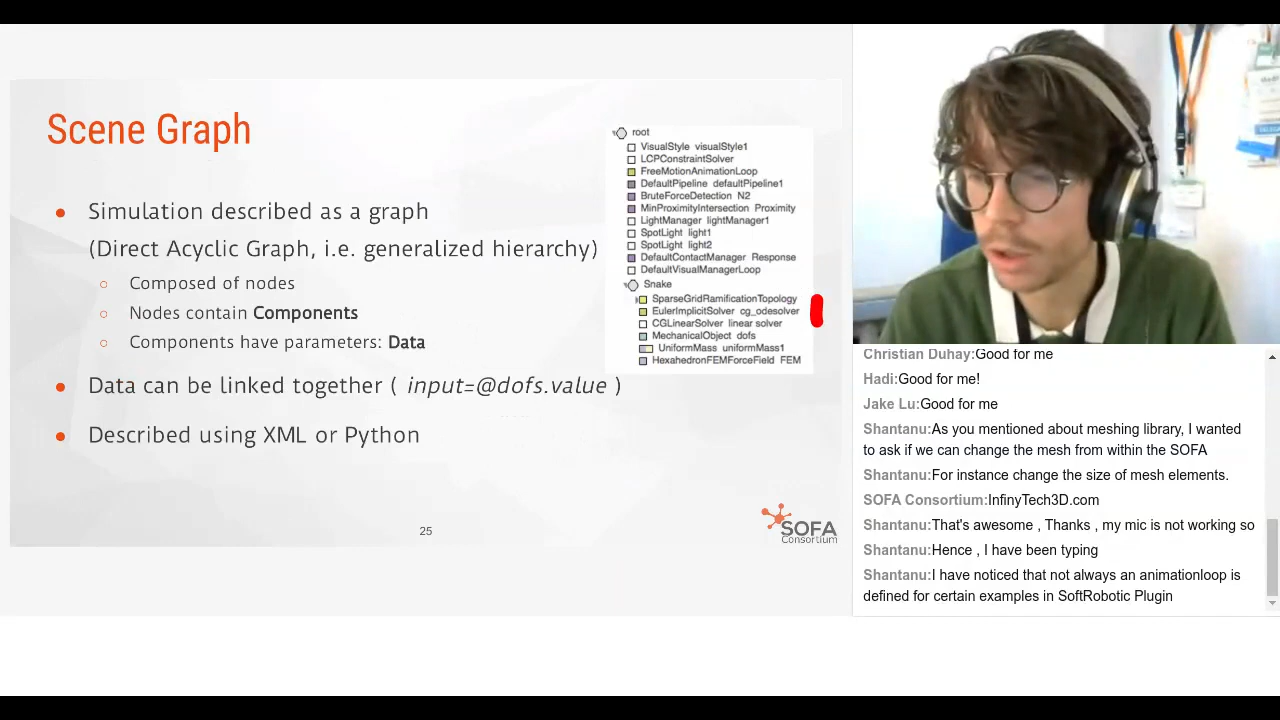 Scene Graph
Simulation described as a graph
(Direct Acyclic Graph, i.e. generalized hierarchy)
Composed of nodes
Nodes contain Components
Components have parameters: Data
Data can be linked together ( input=@dofs.value )
Described using XML or Python
root
VisualStyle visualStyle1
LCPConstraintSolver
FreeMotionAnimationLoop
DefaultPipeline defaultPipeline1
BruteForceDetection N2
MinProximityIntersection Proximity
LightManager lightManager1
SpotLight light1
SpotLight light2
DefaultContactManager Response
DefaultVisualManagerLoop
Snake
SparseGridRamificationTopology
EulerImplicitSolver cg_odesolver
CGLinearSolver linear solver
MechanicalObject dofs
UniformMass uniformMass1
HexahedronFEMForceField FEM
25
SOFA
Consortium
Christian Duhay:Good for me
Hadi:Good for me!
Jake Lu:Good for me
Shantanu:As you mentioned about meshing library, I wanted
to ask if we can change the mesh from within the SOFA
Shantanu:For instance change the size of mesh elements.
SOFA Consortium:InfinyTech3D.com
Shantanu:That's awesome , Thanks , my mic is not working so
Shantanu:Hence , I have been typing
Shantanu:I have noticed that not always an animationloop is
defined for certain examples in SoftRobotic Plugin